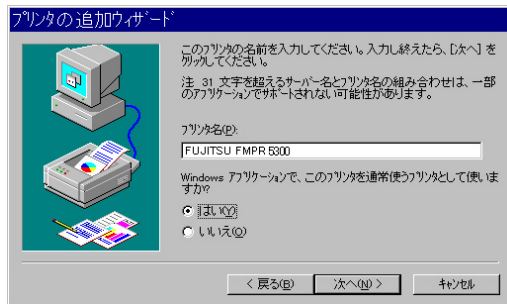 プリンタの追加ウィザード
このプリンタの名前を入力してください。入力し終えたら、[次へ] を
クリックしてください。
注 31 文字を超えるサーバー名とプリンタ名の組み合わせは、一部
のアプリケーションでサポートされない可能性があります。
プリンタ名(P):
FUJITSU FMPR 5300
Windows アプリケーションで、このプリンタを通常使うプリンタとして使いま
すか?
はい(Y)
いいえ(O)
< 戻る(B)
次へ(N) >
キャンセル